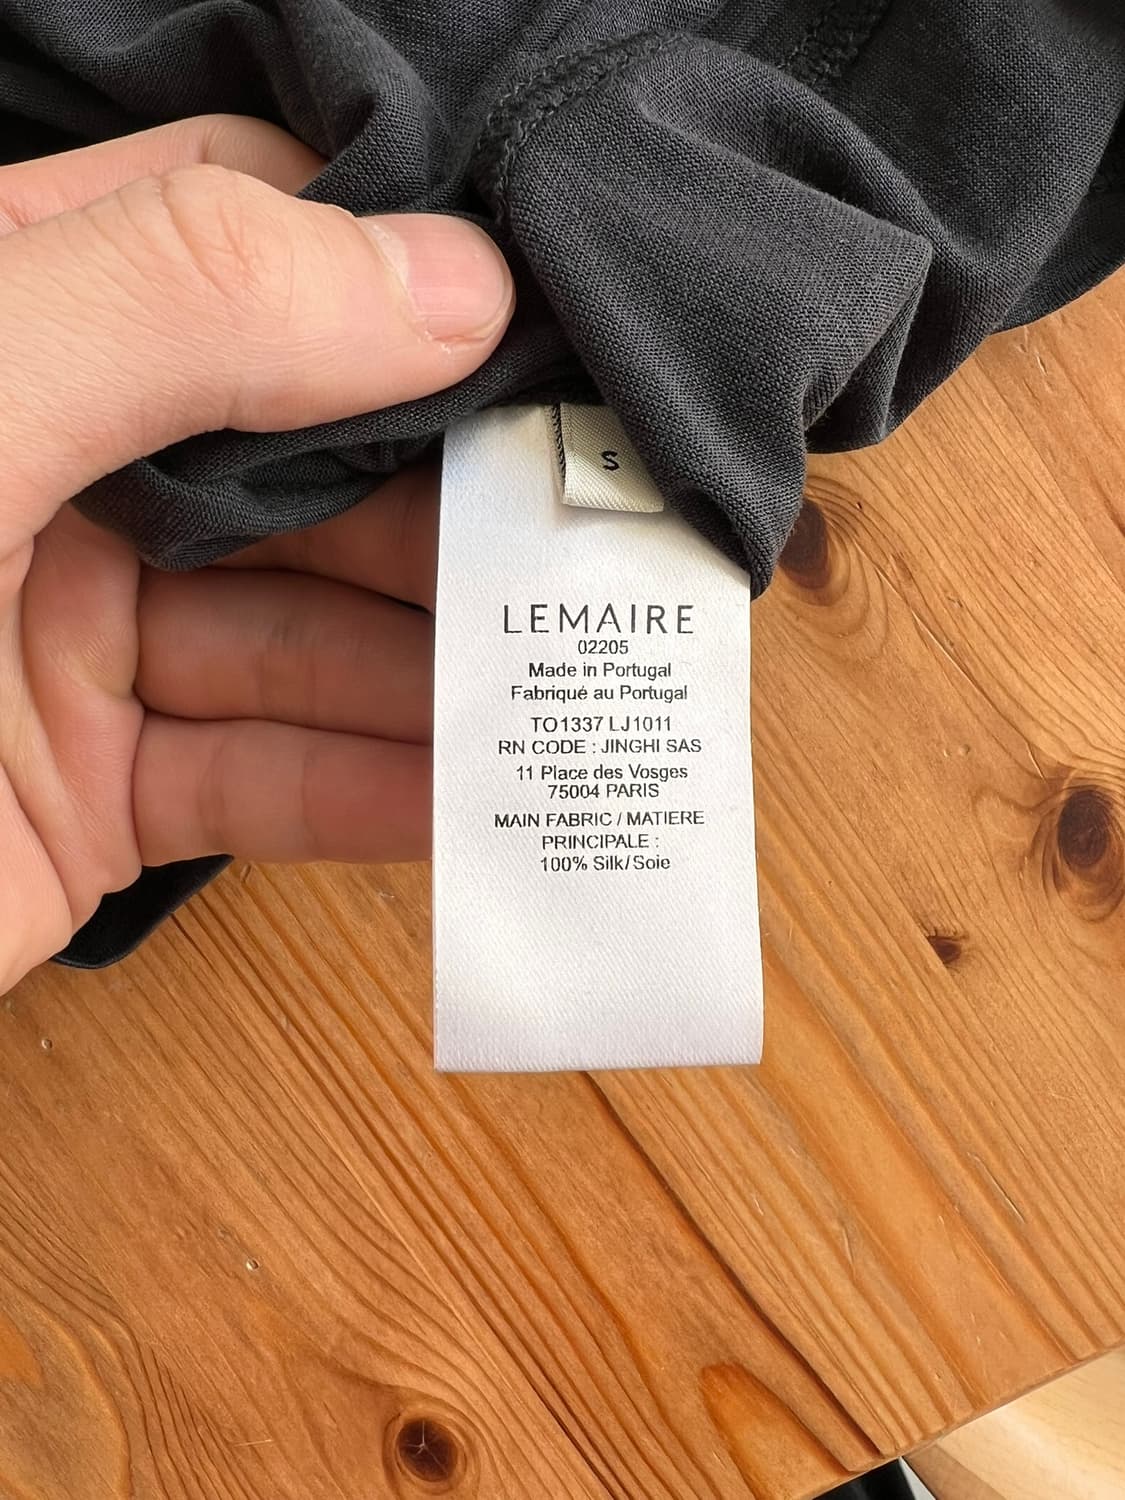 S
LEMAIRE
02205
Made in Portugal
Fabriqué au Portugal
TO1337 LJ1011
RN CODE : JINGHI SAS
11 Place des Vosges
75004 PARIS
MAIN FABRIC / MATIERE
PRINCIPALE :
100% Silk/Soie